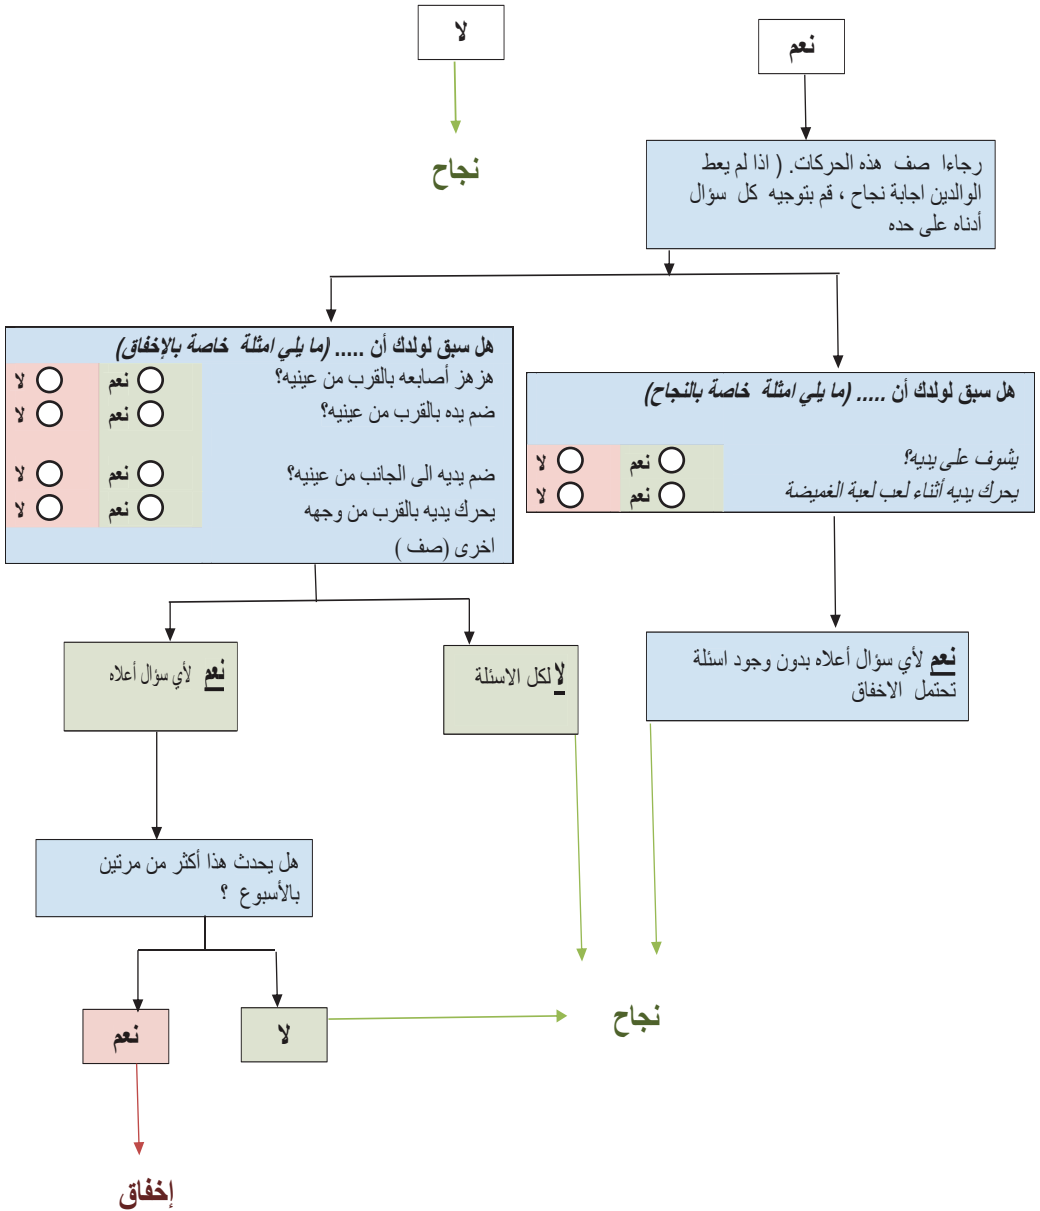 لا
نعم
نجاح
رجاءا صف هذه الحركات. ( اذا لم يعط
الوالدين اجابة نجاح ، قم بتوجيه كل سؤال
أدناه على حده
هل سبق لولدك أن ..... (ما يلي امثلة خاصة بالنجاح)
يشوف على يديه؟ نعم لا
يحرك يديه أثناء لعب لعبة الغميضة نعم لا
هل سبق لولدك أن ..... (ما يلي امثلة خاصة بالإخفاق)
هزهز أصابعه بالقرب من عينيه؟ نعم لا
ضم يده بالقرب من عينيه؟ نعم لا
ضم يديه الى الجانب من عينيه؟ نعم لا
يحرك يديه بالقرب من وجهه نعم لا
اخرى (صف )
نعم لأي سؤال أعلاه بدون وجود اسئلة
تحتمل الاخفاق
لا لكل الاسئلة
نعم لأي سؤال أعلاه
هل يحدث هذا أكثر من مرتين
بالأسبوع ؟
نجاح
لا
نعم
إخفاق